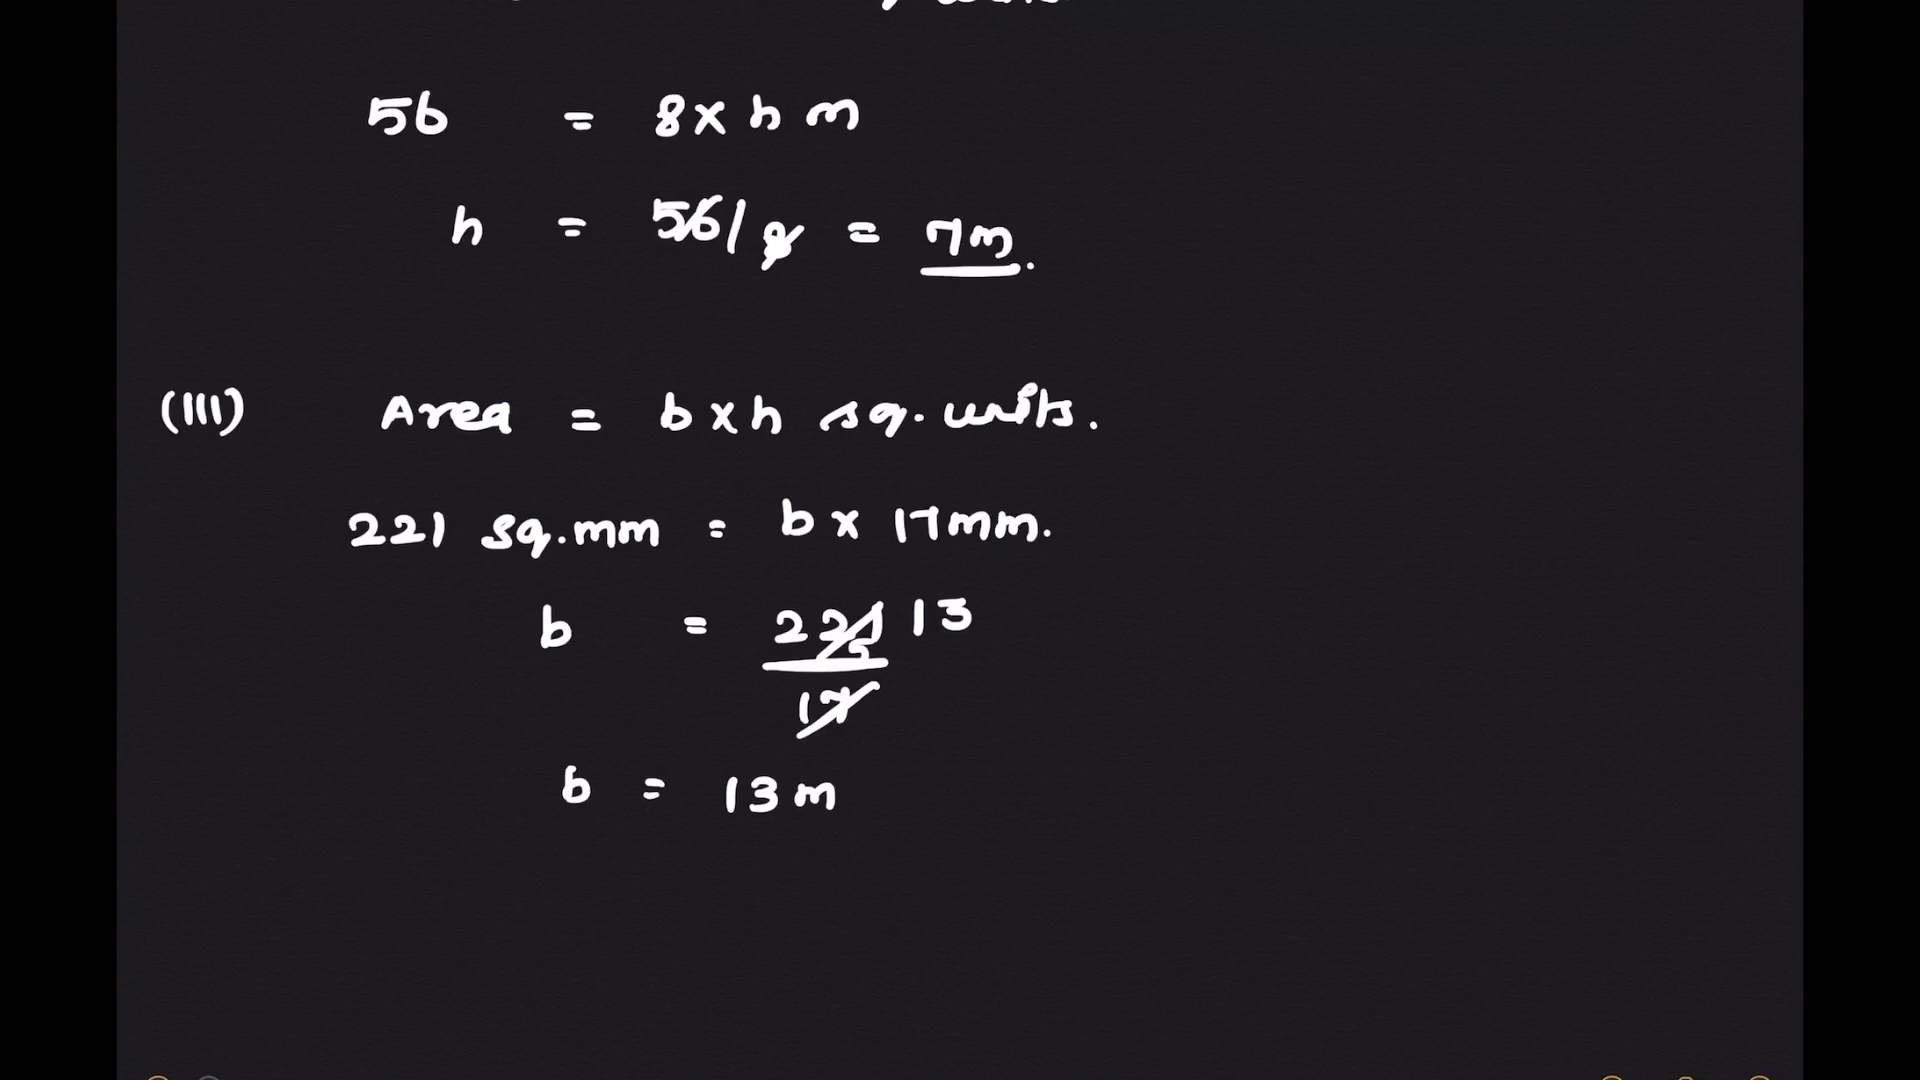 56 = 8 x h m
h = 56/8 = 7m.
(III) Area = b x h sq. units.
221 sq.mm = b x 17mm.
b = 221 13
17
b = 13 m